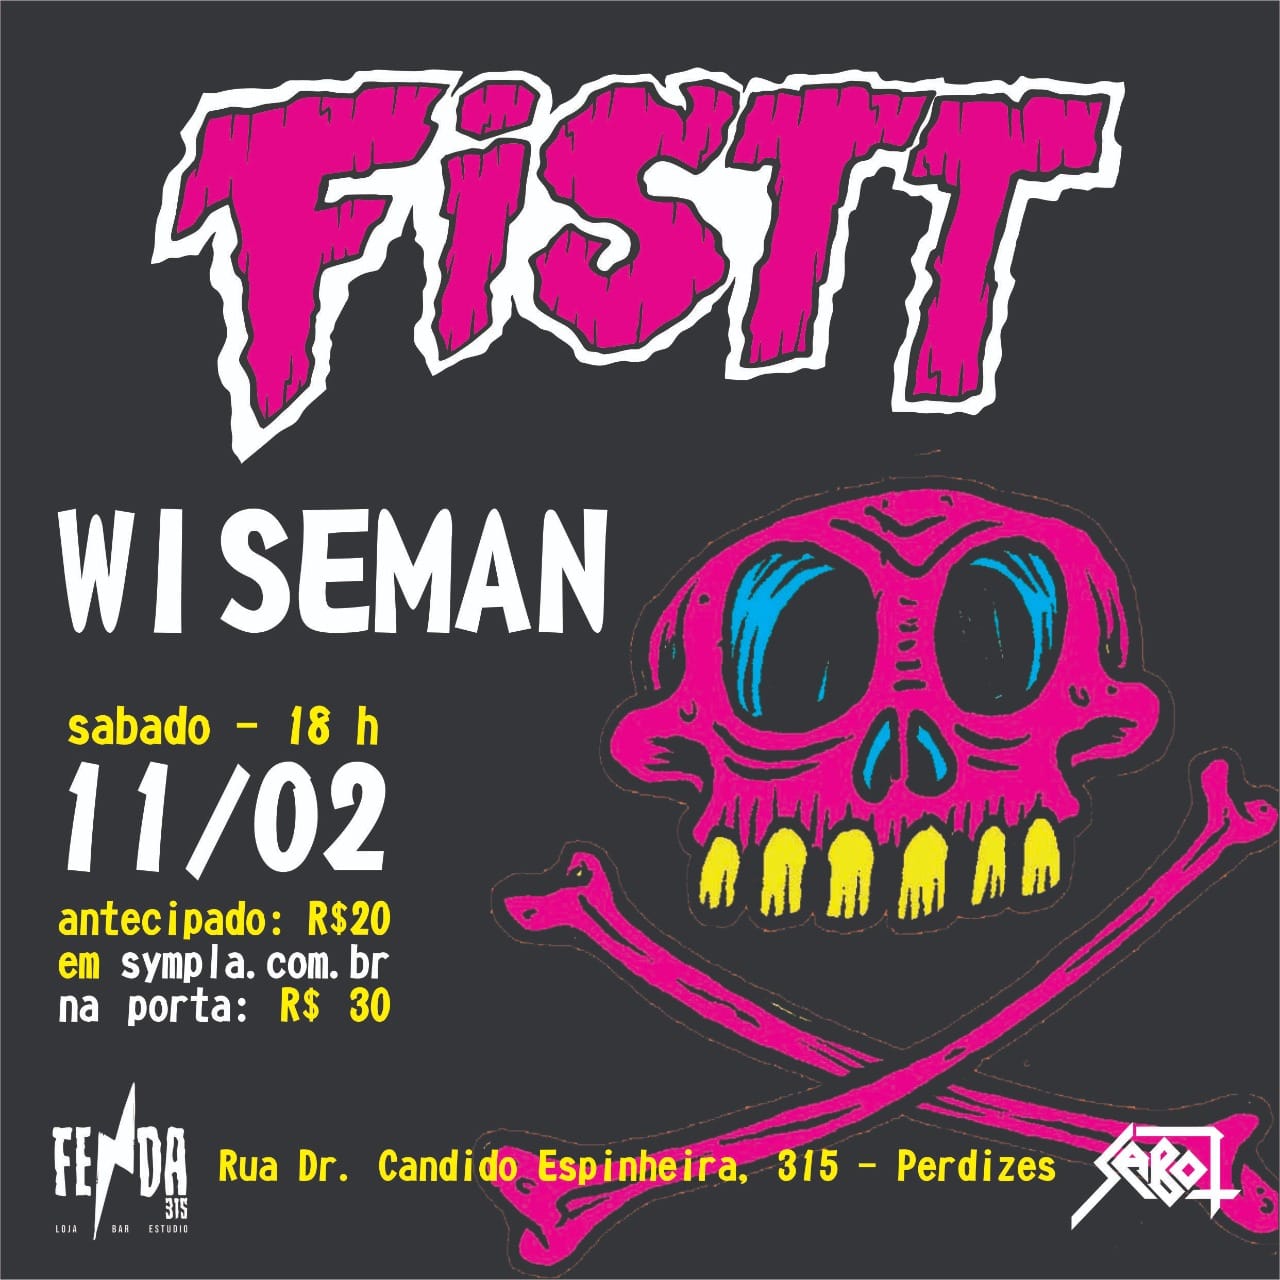 FiSTT
WISEMAN
sabado - 18 h
11/02
antecipado: R$20
em sympla.com.br
na porta: R$ 30
FENDA
315
LOJA BAR ESTUDIO
Rua Dr. Candido Espinheira, 315 - Perdizes
SABOT